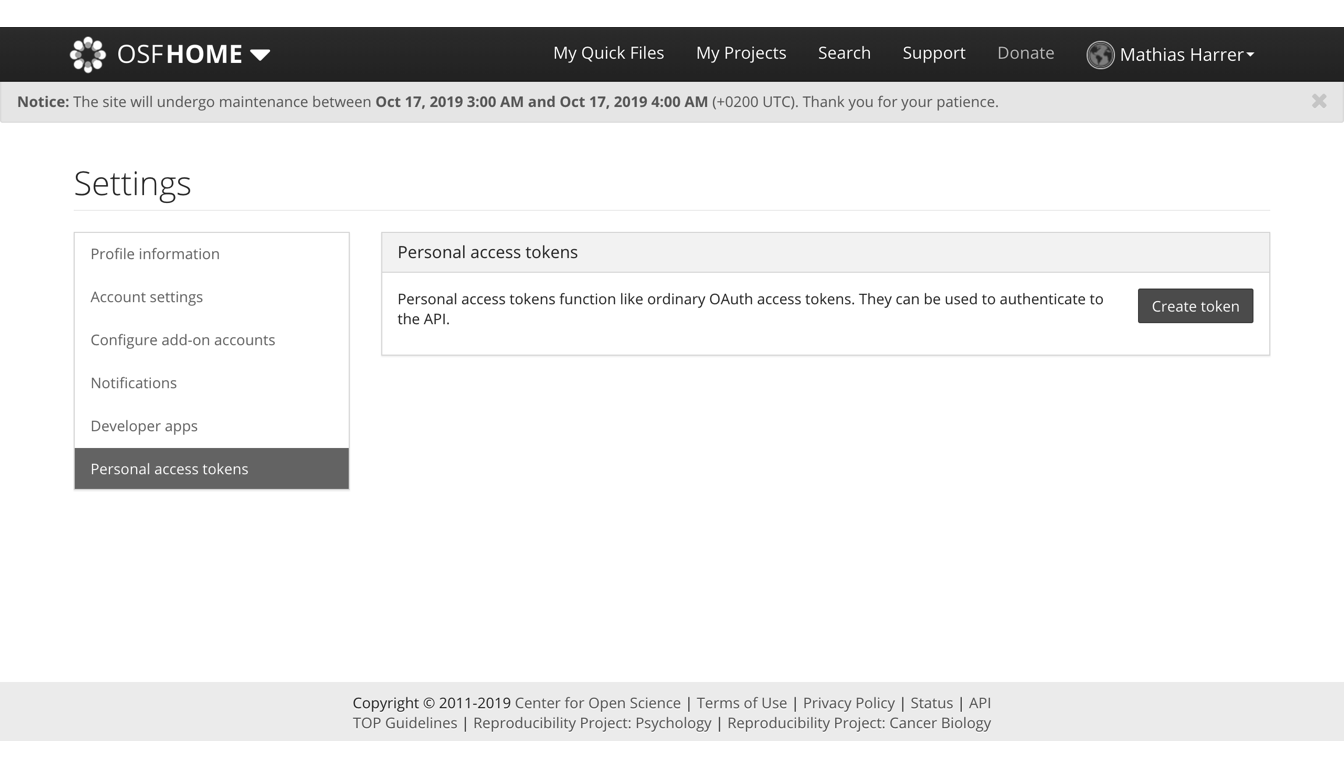 OSFHOME
My Quick Files
My Projects
Search
Support
Donate
Mathias Harrer
Notice: The site will undergo maintenance between Oct 17, 2019 3:00 AM and Oct 17, 2019 4:00 AM (+0200 UTC). Thank you for your patience.
Settings
Profile information
Account settings
Configure add-on accounts
Notifications
Developer apps
Personal access tokens
Personal access tokens
Personal access tokens function like ordinary OAuth access tokens. They can be used to authenticate to
the API.
Create token
Copyright © 2011-2019 Center for Open Science | Terms of Use | Privacy Policy | Status | API
TOP Guidelines | Reproducibility Project: Psychology | Reproducibility Project: Cancer Biology